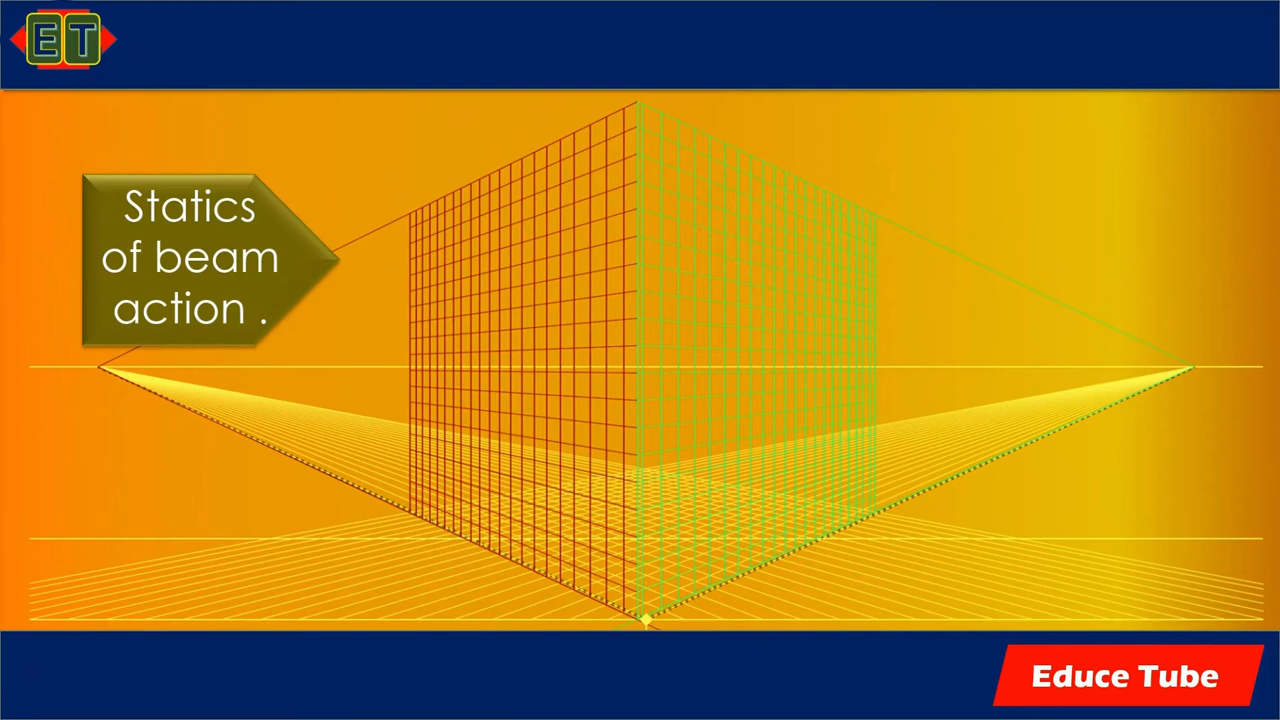 ET
Statics
of beam
action .
Educe Tube